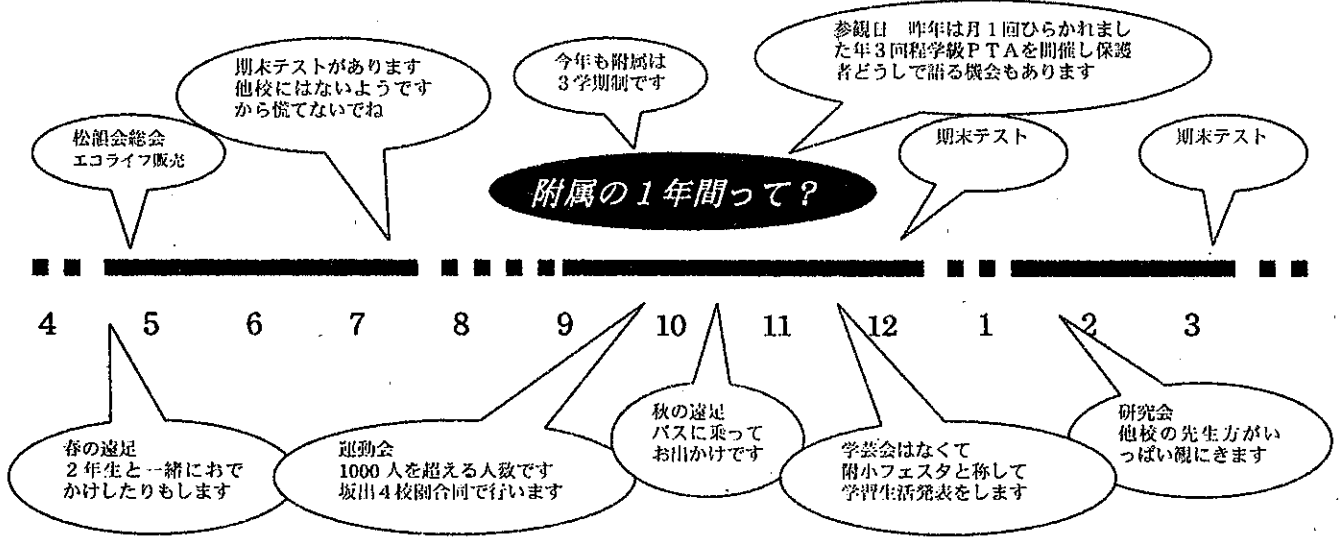 期末テストがあります
他校にはないようです
から慌てないでね
今年も附属は
3学期制です
参観日 昨年は月1回ひらかれまし
た年3回程学級PTAを開催し保護
者どうしで語る機会もあります
松韻会総会
エコライフ販売
期末テスト
期末テスト
附属の1年間って？
4 5 6 7 8 9 10 11 12 1 2 3
春の遠足
2年生と一緒におで
かけしたりもします
運動会
1000人を超える人数です
坂出4校園合同で行います
秋の遠足
バスに乗って
お出かけです
学芸会はなくて
附小フェスタと称して
学習生活発表をします
研究会
他校の先生方がい
っぱい観にきます